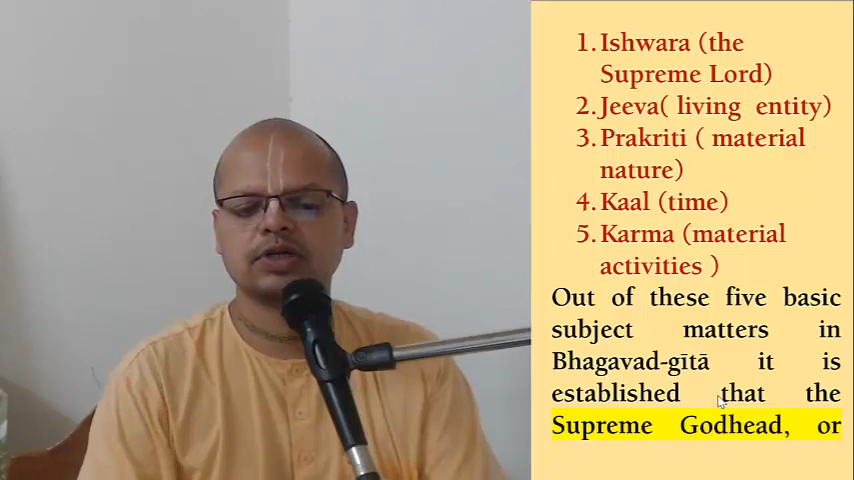 1. Ishwara (the
Supreme Lord)
2. Jeeva( living entity)
3. Prakriti ( material
nature)
4. Kaal (time)
5. Karma (material
activities )
Out of these five basic
subject matters in
Bhagavad-gītā it is
established that the
Supreme Godhead, or